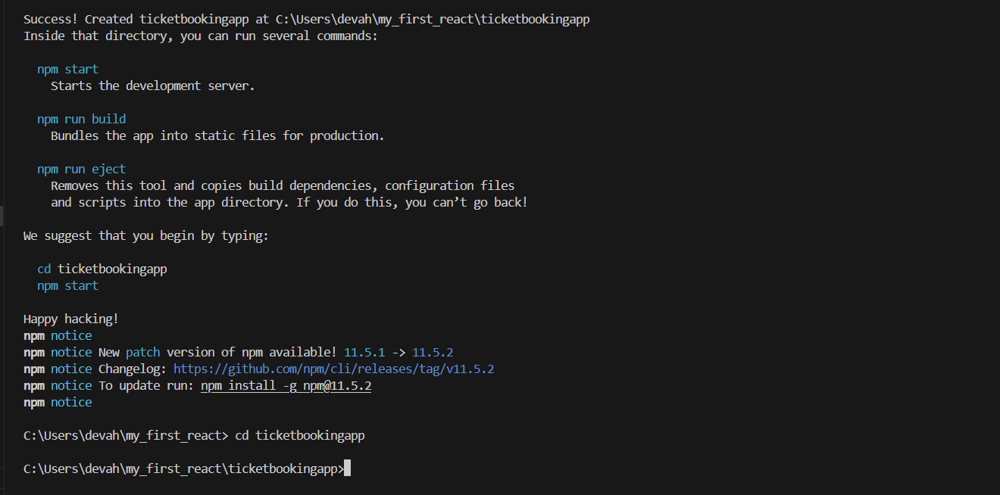 Success! Created ticketbookingapp at C:\Users\devah\my_first_react\ticketbookingapp
Inside that directory, you can run several commands:
npm start
Starts the development server.
npm run build
Bundles the app into static files for production.
npm run eject
Removes this tool and copies build dependencies, configuration files
and scripts into the app directory. If you do this, you can’t go back!
We suggest that you begin by typing:
cd ticketbookingapp
npm start
Happy hacking!
npm notice
npm notice New patch version of npm available! 11.5.1 -> 11.5.2
npm notice Changelog: https://github.com/npm/cli/releases/tag/v11.5.2
npm notice To update run: npm install -g npm@11.5.2
npm notice
C:\Users\devah\my_first_react> cd ticketbookingapp
C:\Users\devah\my_first_react\ticketbookingapp>